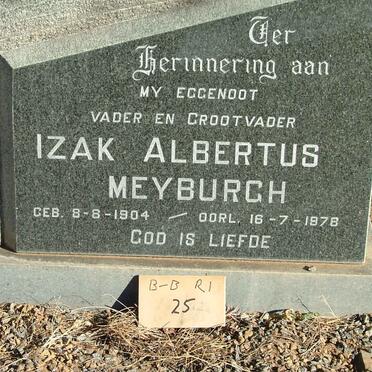 Ter
Herinnering aan
MY EGGENOOT
VADER EN GROOTVADER
IZAK ALBERTUS
MEYBURGH
GEB. 8-8-1904 — OORL. 16-7-1978
GOD IS LIEFDE
B-B R1
25